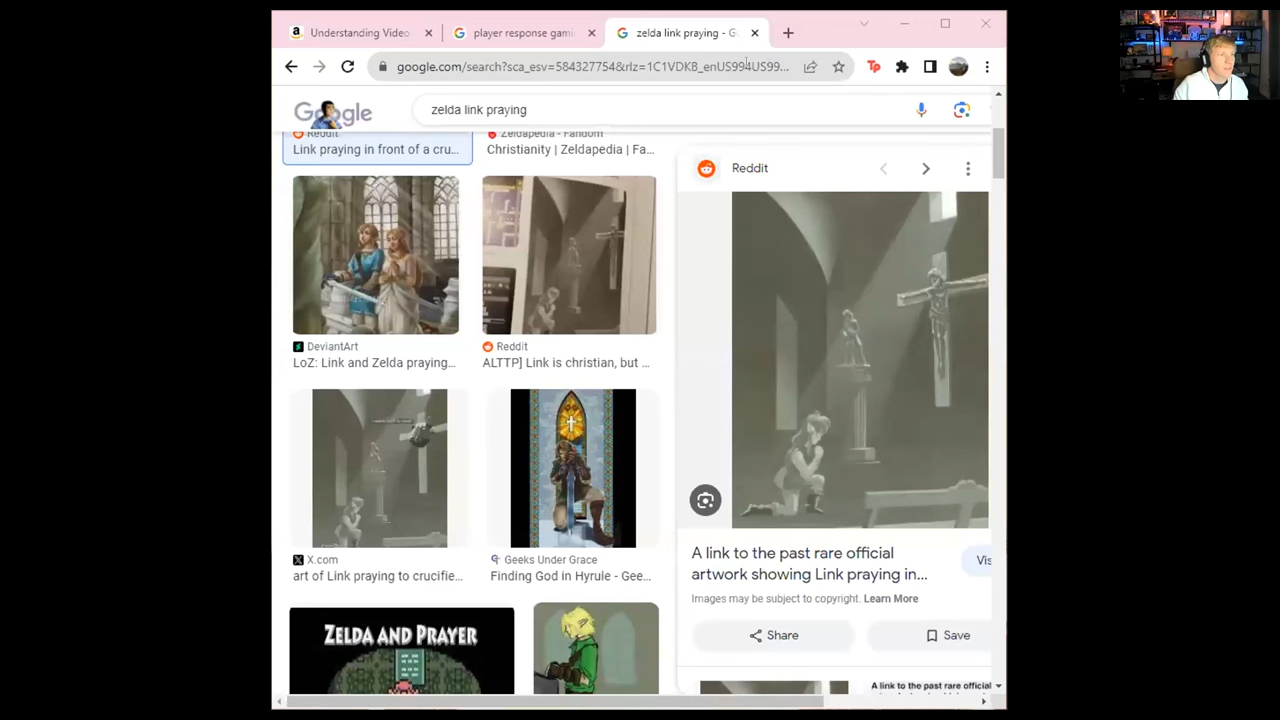 Understanding Video
player response gami
zelda link praying - G
google.com/search?sca_esv=584327754&rlz=1C1VDKB_enUS994US99...
Tp
Google
zelda link praying
Reddit
Link praying in front of a cru...
Zeldapedia - Fandom
Christianity | Zeldapedia | Fa...
Reddit
DeviantArt
LoZ: Link and Zelda praying...
Reddit
ALTTP] Link is christian, but ...
X.com
art of Link praying to crucifie...
Geeks Under Grace
Finding God in Hyrule - Gee...
A link to the past rare official
artwork showing Link praying in...
Vis
Images may be subject to copyright. Learn More
Share
Save
ZELDA AND PRAYER
A link to the past rare official